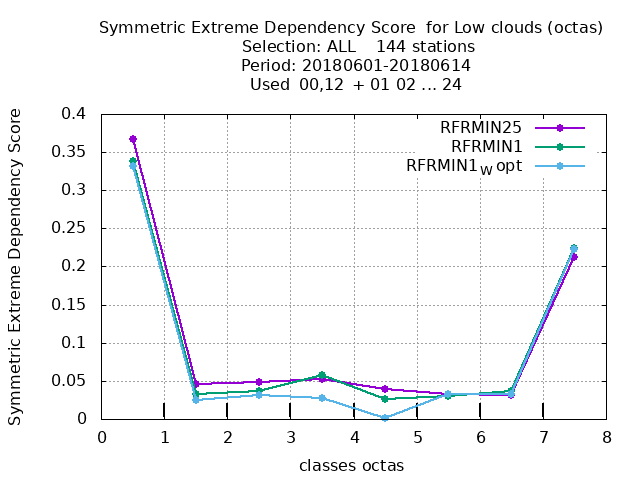 Symmetric Extreme Dependency Score for Low clouds (octas)
Selection: ALL 144 stations
Period: 20180601-20180614
Used 00,12 + 01 02 ... 24
Symmetric Extreme Dependency Score
0.4
0.35
0.3
0.25
0.2
0.15
0.1
0.05
0
RFRMIN25
RFRMIN1
RFRMIN1W opt
0 1 2 3 4 5 6 7 8
classes octas